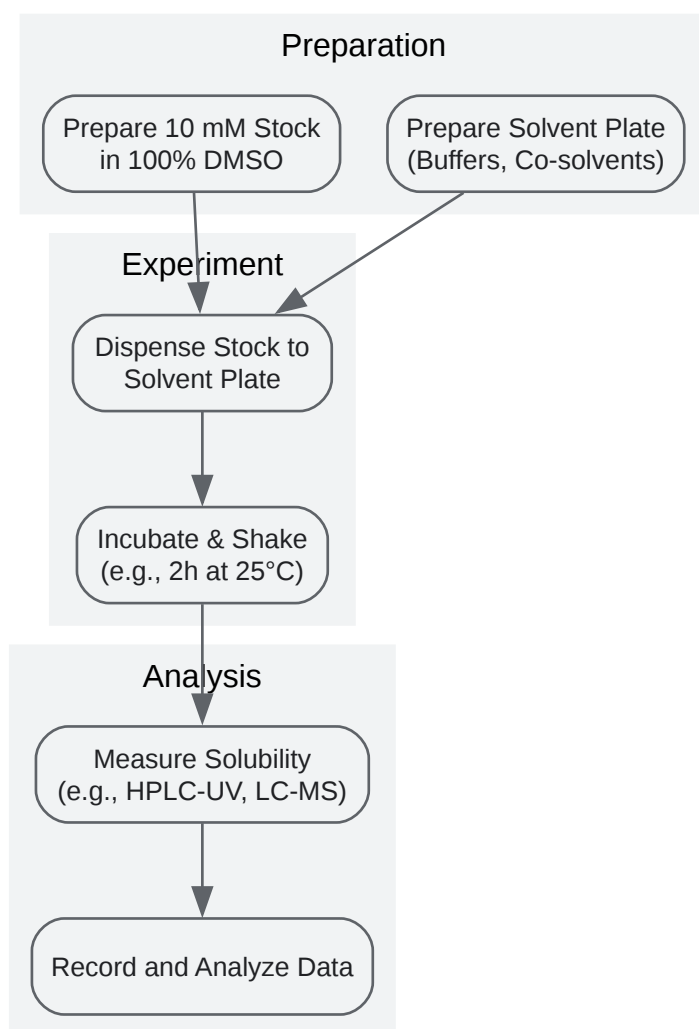 Preparation
Prepare 10 mM Stock
in 100% DMSO
Prepare Solvent Plate
(Buffers, Co-solvents)
Experiment
Dispense Stock to
Solvent Plate
Incubate & Shake
(e.g., 2h at 25°C)
Analysis
Measure Solubility
(e.g., HPLC-UV, LC-MS)
Record and Analyze Data